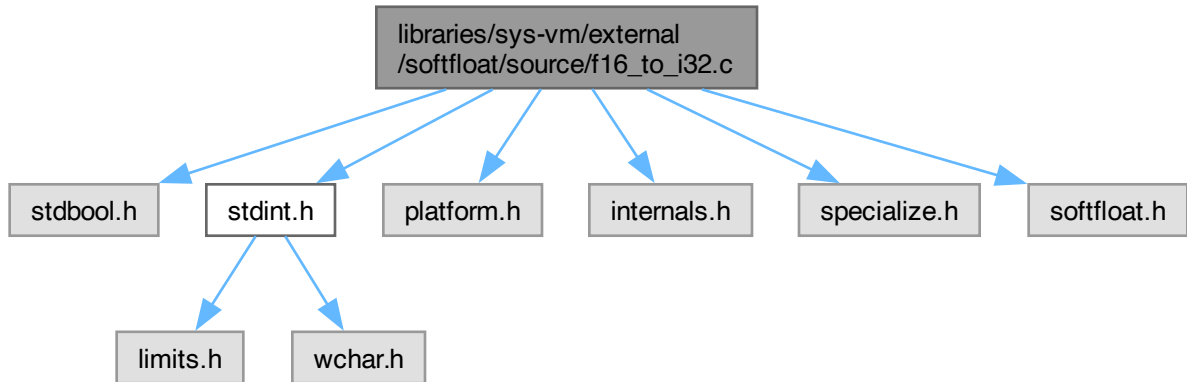 libraries/sys-vm/external
/softfloat/source/f16_to_i32.c
stdbool.h
stdint.h
platform.h
internals.h
specialize.h
softfloat.h
limits.h
wchar.h